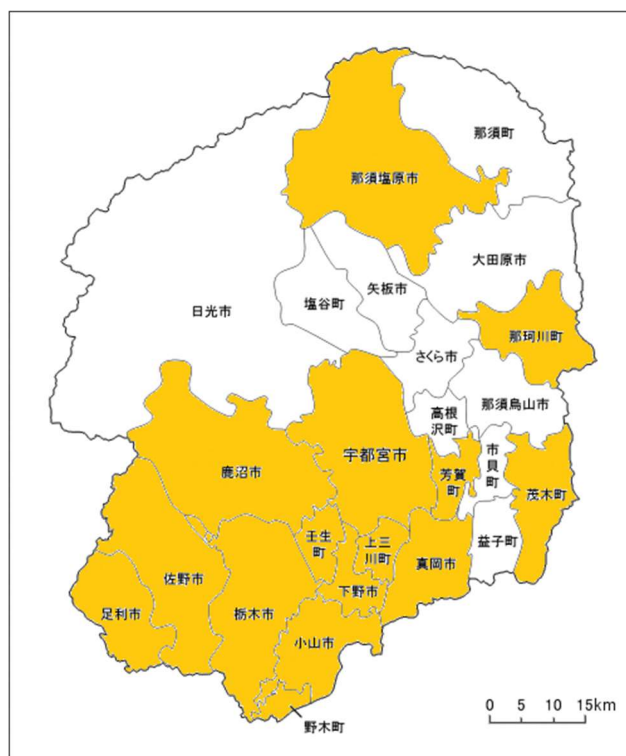 那須町
那須塩原市
大田原市
日光市
塩谷町
矢板市
那珂川町
さくら市
那須烏山市
高根
沢町
宇都宮市
市
貝
町
鹿沼市
芳賀
町
茂木町
壬生
町
上三
川町
真岡市
益子町
佐野市
下野市
足利市
栃木市
小山市
野木町
0 5 10 15km